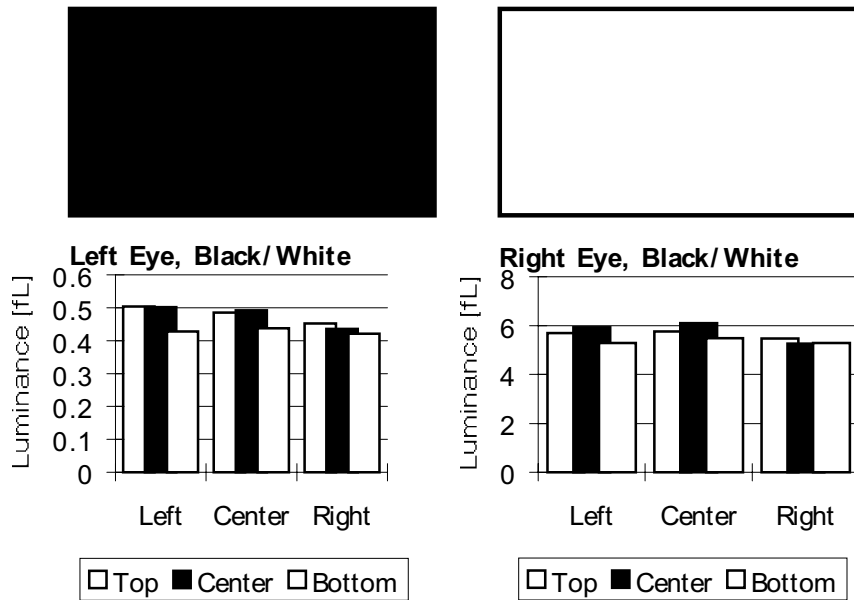 Left Eye, Black/White
Luminance [fL]
0.6
0.5
0.4
0.3
0.2
0.1
0
Left Center Right
Top Center Bottom
Right Eye, Black/White
Luminance [fL]
8
6
4
2
0
Left Center Right
Top Center Bottom